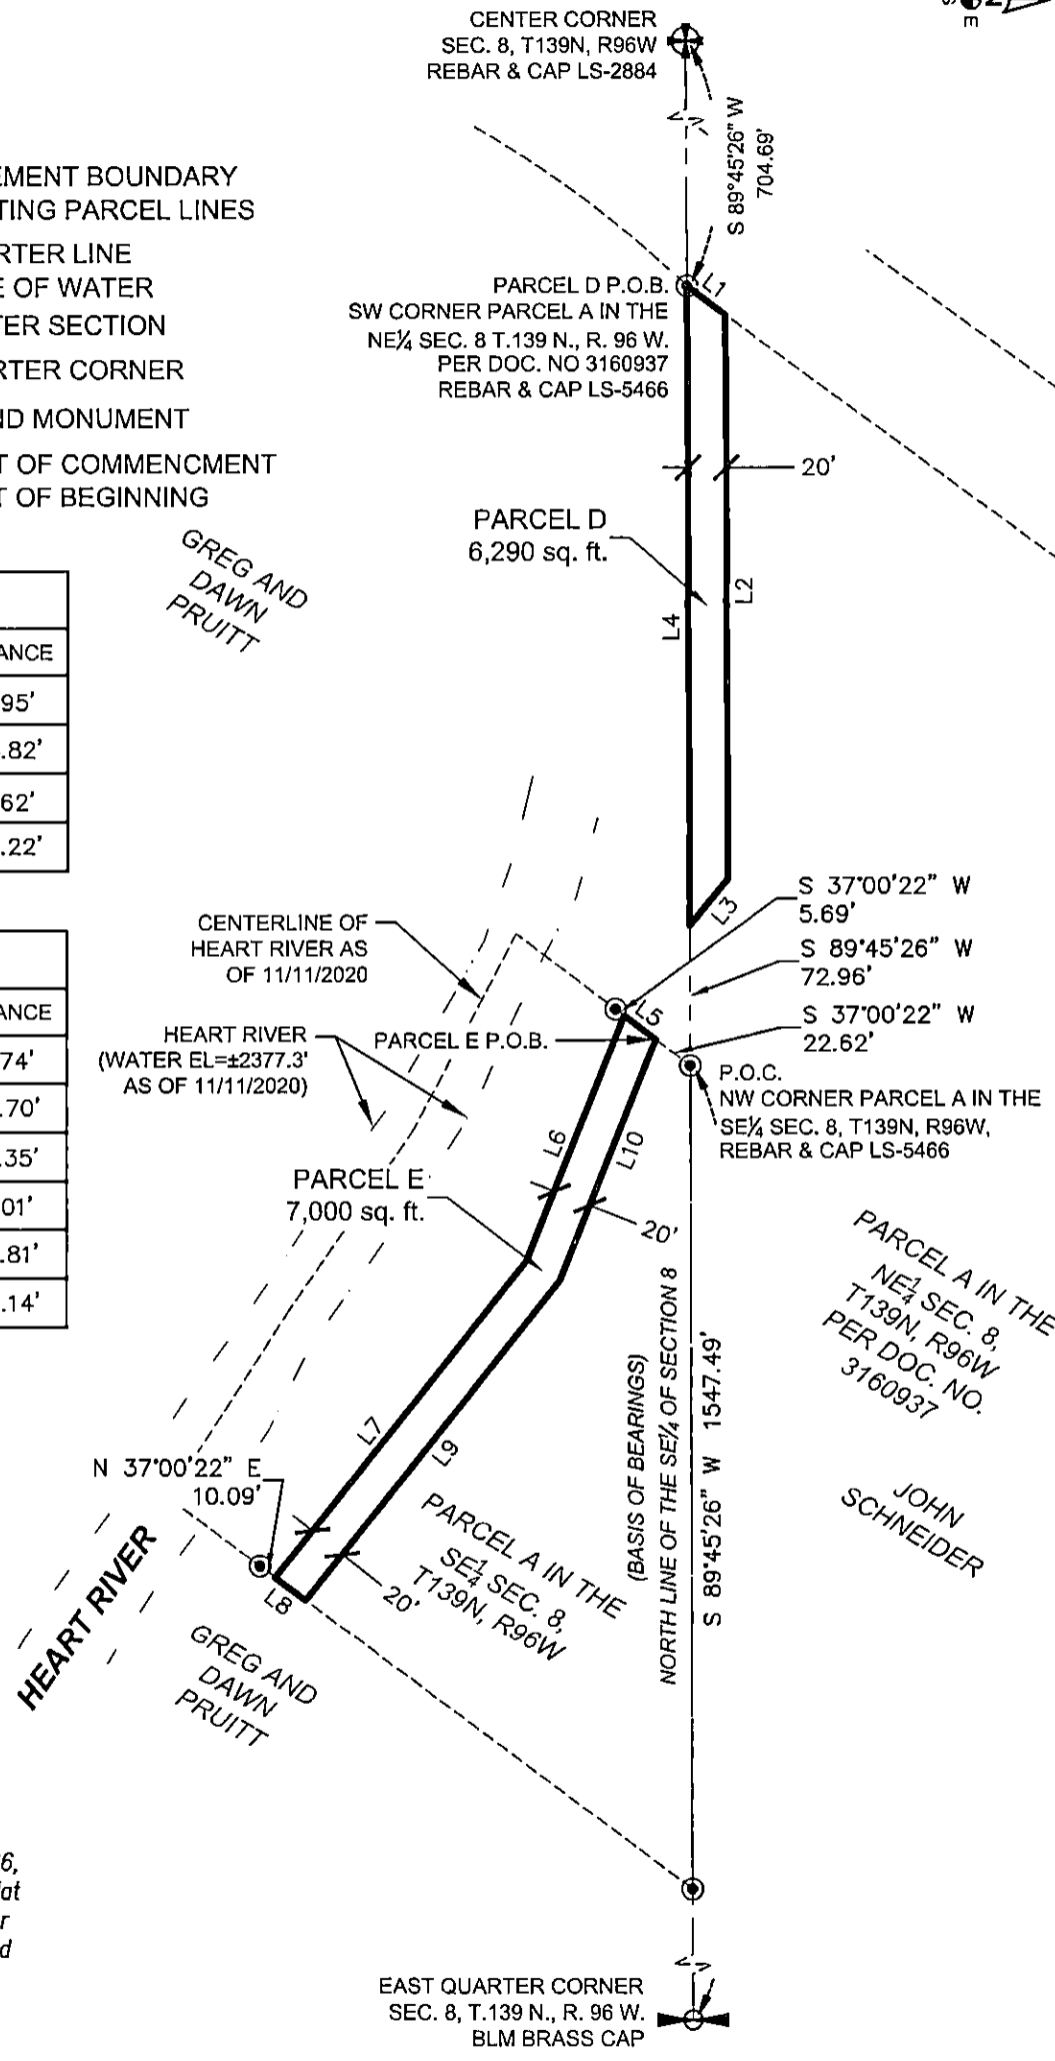 CENTER CORNER
SEC. 8, T139N, R96W
REBAR & CAP LS-2884
S
m
S 89°45'26" W
704.69'
EMENT BOUNDARY
TING PARCEL LINES
RTER LINE
E OF WATER
TER SECTION
RTER CORNER
ND MONUMENT
T OF COMMENCMENT
T OF BEGINNING
PARCEL D P.O.B.
SW CORNER PARCEL A IN THE
NE¼ SEC. 8 T.139 N., R. 96 W.
PER DOC. NO 3160937
REBAR & CAP LS-5466
L1
20'
PARCEL D
6,290 sq. ft.
L2
L4
GREG AND
DAWN
PRUITT
ANCE
95'
.82'
62'
.22'
L3
S 37°00'22" W
5.69'
S 89°45'26" W
72.96'
S 37°00'22" W
22.62'
CENTERLINE OF
HEART RIVER AS
OF 11/11/2020
HEART RIVER
(WATER EL=±2377.3'
AS OF 11/11/2020)
L5
PARCEL E P.O.B.
P.O.C.
NW CORNER PARCEL A IN THE
SE¼ SEC. 8, T139N, R96W,
REBAR & CAP LS-5466
ANCE
74'
.70'
.35'
01'
.81'
.14'
L6
L10
PARCEL E
7,000 sq. ft.
20'
PARCEL A IN THE
NE¼ SEC. 8,
T139N, R96W
PER DOC. NO.
3160937
(BASIS OF BEARINGS)
NORTH LINE OF THE SE¼ OF SECTION 8
S 89°45'26" W 1547.49'
L7
L9
N 37°00'22" E
10.09'
PARCEL A IN THE
SE¼ SEC. 8,
T139N, R96W
JOHN
SCHNEIDER
HEART RIVER
L8
20'
GREG AND
DAWN
PRUITT
6,
lat
r
d
EAST QUARTER CORNER
SEC. 8, T.139 N., R. 96 W.
BLM BRASS CAP